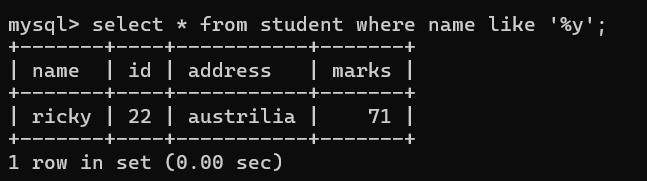 mysql> select * from student where name like '%y';
+-------+----+-----------+-------+
| name  | id | address   | marks |
+-------+----+-----------+-------+
| ricky | 22 | austrilia |    71 |
+-------+----+-----------+-------+
1 row in set (0.00 sec)